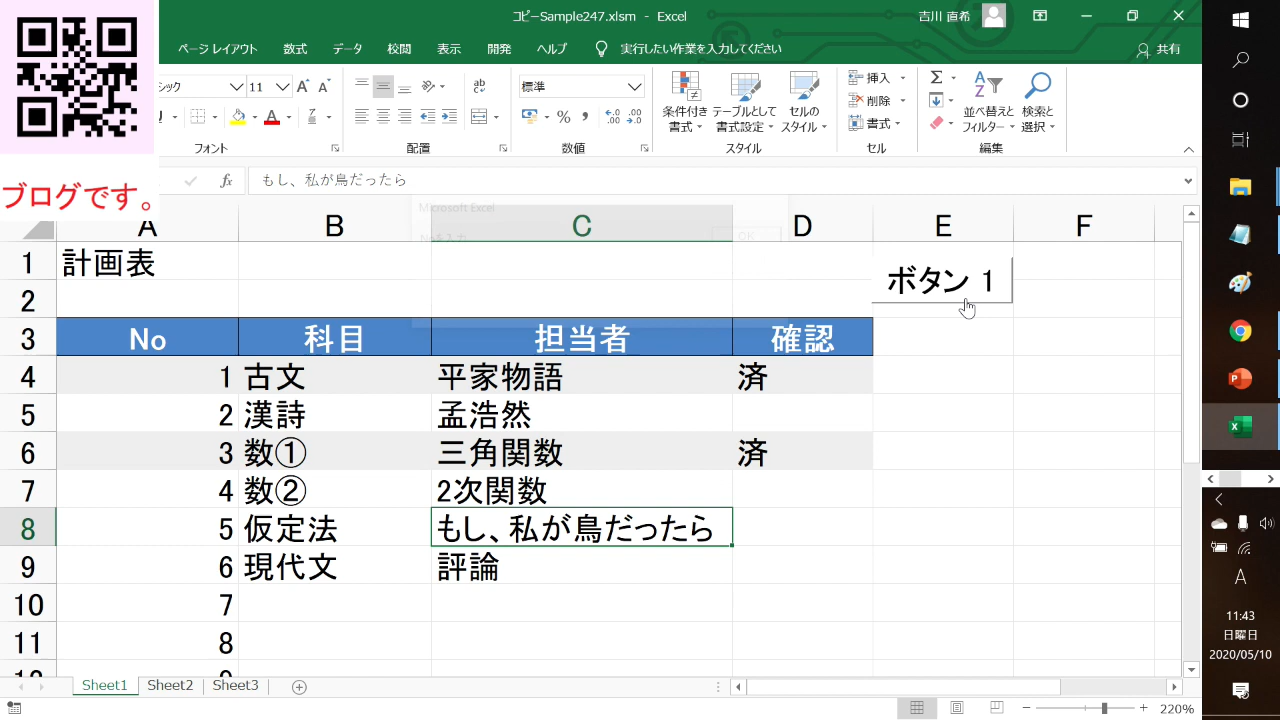 コピーSample247.xlsm - Excel
吉川 直希
ページ レイアウト 数式 データ 校閲 表示 開発 ヘルプ 実行したい作業を入力してください 共有
11
標準
条件付き書式 テーブルとして書式設定 セルのスタイル
挿入
削除
書式
並べ替えとフィルター 検索と選択
フォント 配置 数値 スタイル セル 編集
ブログです。
fx もし、私が鳥だったら
Microsoft Excel
Noを入力
OK
A B C D E F
1 計画表 ボタン 1
2
3 No 科目 担当者 確認
4 1 古文 平家物語 済
5 2 漢詩 孟浩然
6 3 数① 三角関数 済
7 4 数② 2次関数
8 5 仮定法 もし、私が鳥だったら
9 6 現代文 評論
10 7
11 8
Sheet1 Sheet2 Sheet3
220%
A
11:43
日曜日
2020/05/10